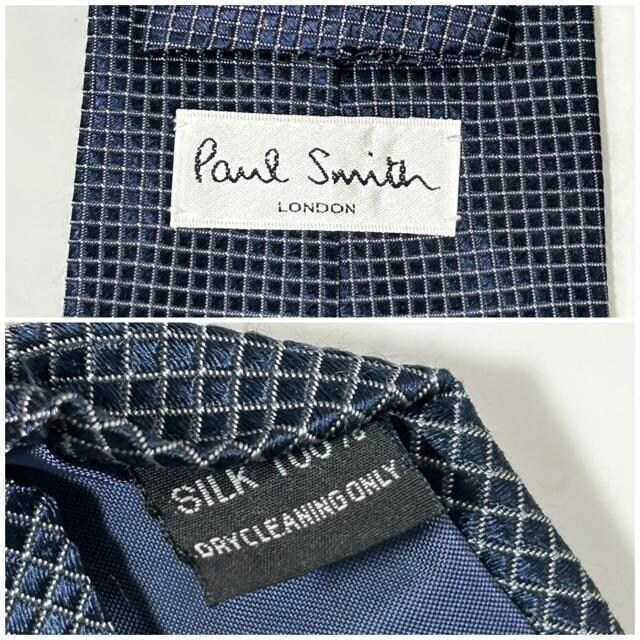 Paul Smith
LONDON
SILK 100%
DRYCLEANING ONLY